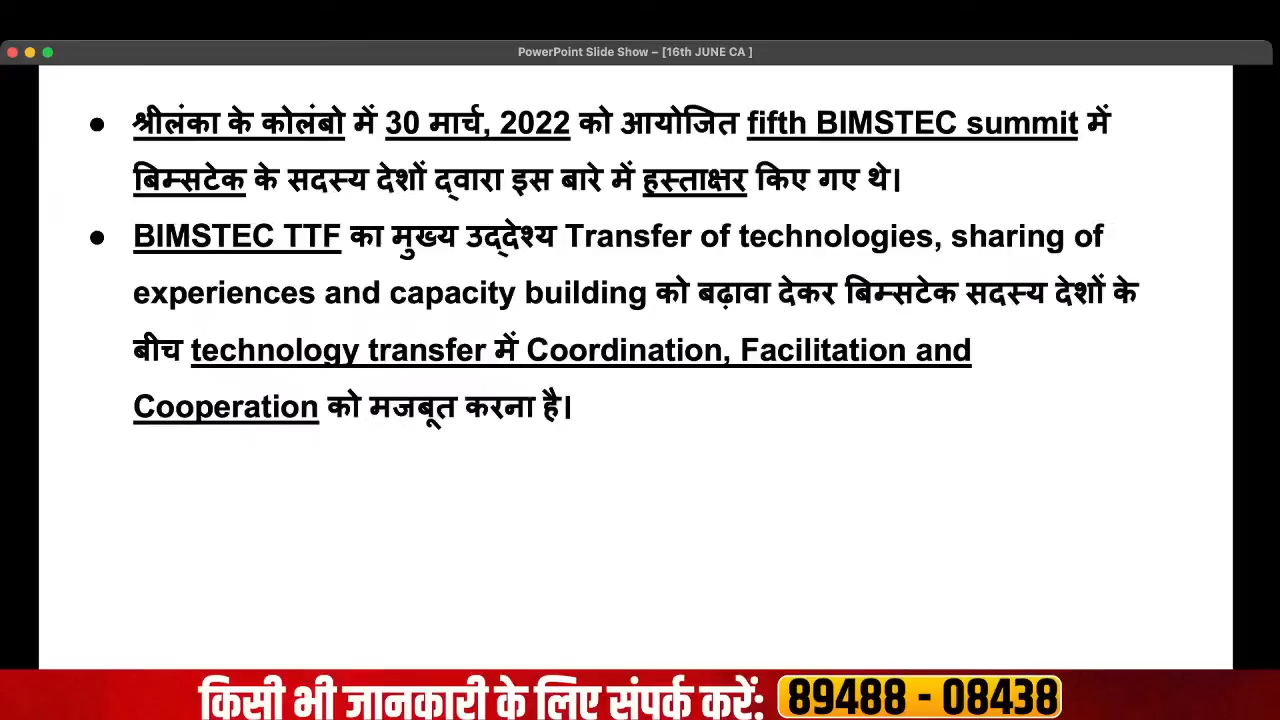 PowerPoint Slide Show – [16th JUNE CA ]
● श्रीलंका के कोलंबो में 30 मार्च, 2022 को आयोजित fifth BIMSTEC summit में
बिम्सटेक के सदस्य देशों द्वारा इस बारे में हस्ताक्षर किए गए थे।
● BIMSTEC TTF का मुख्य उद्देश्य Transfer of technologies, sharing of
experiences and capacity building को बढ़ावा देकर बिम्सटेक सदस्य देशों के
बीच technology transfer में Coordination, Facilitation and
Cooperation को मजबूत करना है।
किसी भी जानकारी के लिए संपर्क करें: 89488 - 08438